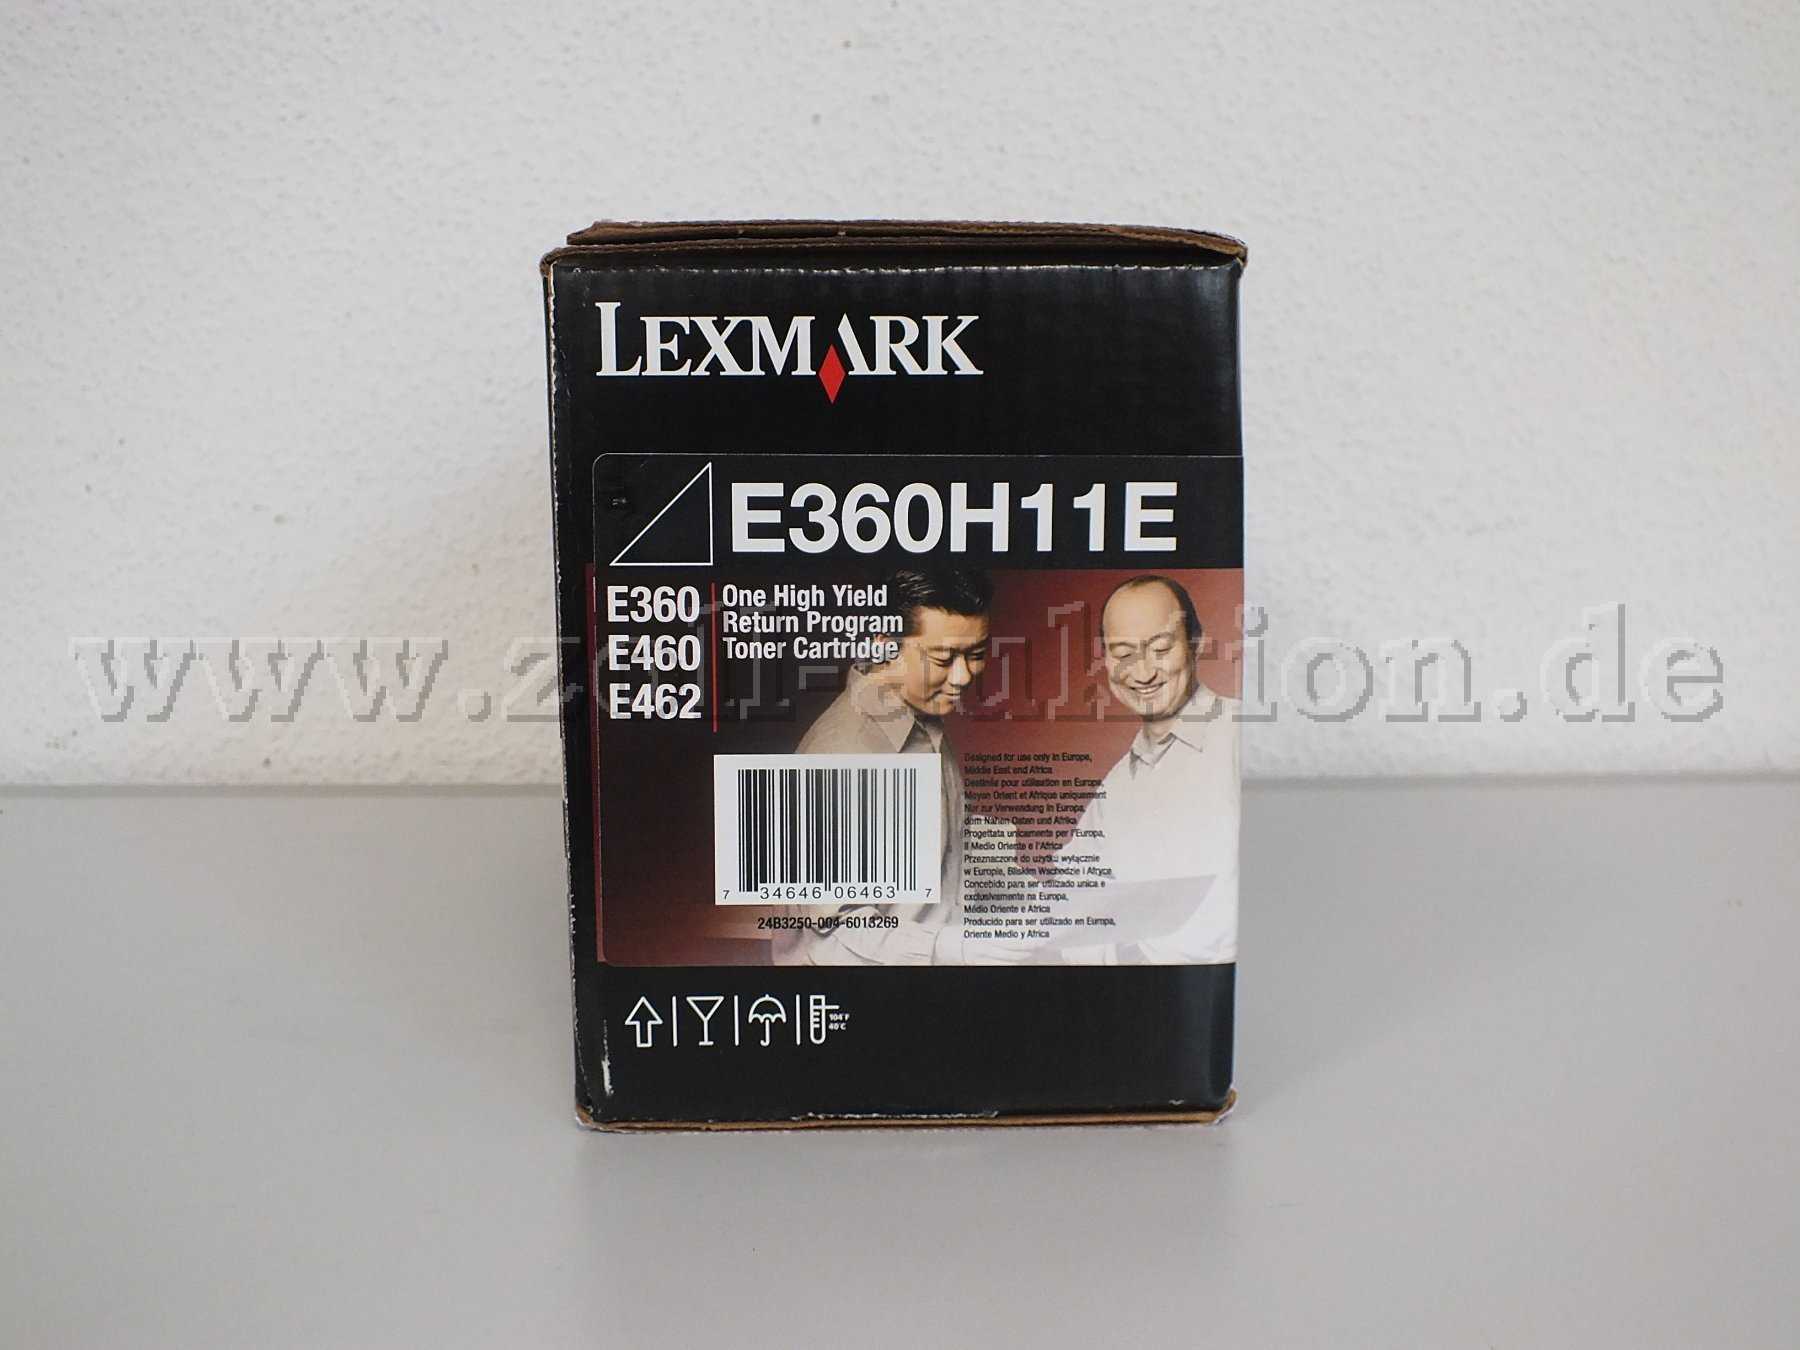 LEXMARK
E360H11E
E360
E460
E462
One High Yield
Return Program
Toner Cartridge
www.zoll-auktion.de
Designed for use only in Europe,
Middle East and Africa
Destinée pour utilisation en Europe,
Moyen Orient et Afrique uniquement
Nur zur Verwendung in Europa,
dem Nahen Osten und Afrika
Progettata unicamente per l'Europa,
Il Medio Oriente e l'Africa
Przeznaczone do użytku wyłącznie
w Europie, Bliskim Wschodzie i Afryce
Concebido para ser utilizado unica e
exclusivamente na Europa,
Médio Oriente e Africa
Producido para ser utilizado en Europa,
Oriente Medio y Africa
7 34646 06463 7
24B3250-004-6013269
104°F
40°C